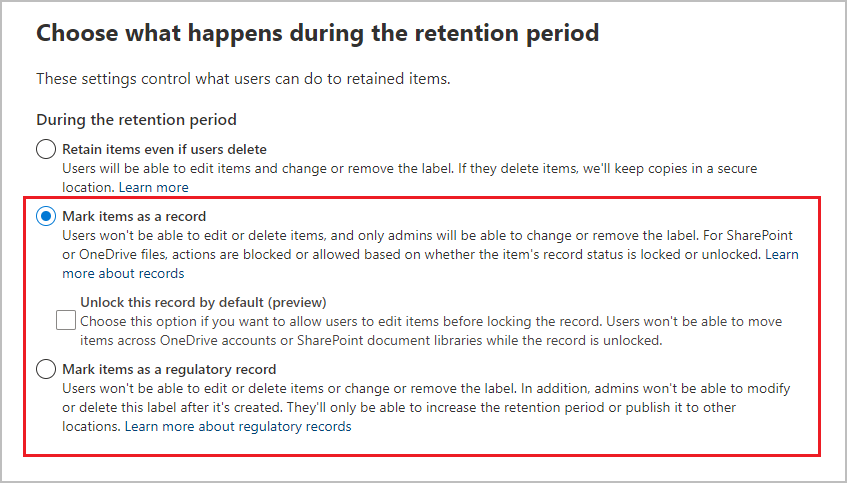 Choose what happens during the retention period
These settings control what users can do to retained items.
During the retention period
Retain items even if users delete
Users will be able to edit items and change or remove the label. If they delete items, we'll keep copies in a secure
location. Learn more
Mark items as a record
Users won't be able to edit or delete items, and only admins will be able to change or remove the label. For SharePoint
or OneDrive files, actions are blocked or allowed based on whether the item's record status is locked or unlocked. Learn
more about records
Unlock this record by default (preview)
Choose this option if you want to allow users to edit items before locking the record. Users won't be able to move
items across OneDrive accounts or SharePoint document libraries while the record is unlocked.
Mark items as a regulatory record
Users won't be able to edit or delete items or change or remove the label. In addition, admins won't be able to modify
or delete this label after it's created. They'll only be able to increase the retention period or publish it to other
locations. Learn more about regulatory records